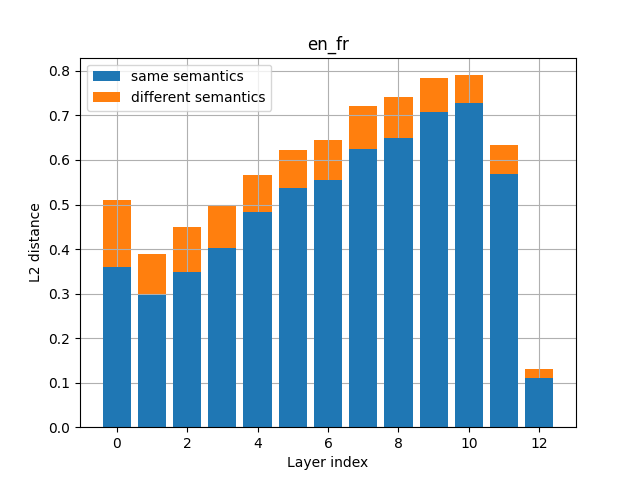 en_fr
same semantics
different semantics
0.8
0.7
0.6
0.5
0.4
0.3
0.2
0.1
0.0
L2 distance
0 2 4 6 8 10 12
Layer index